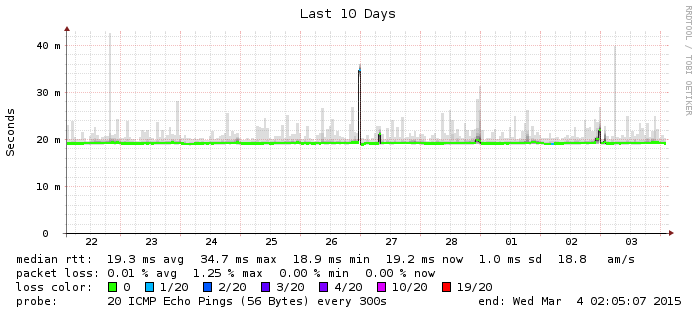 Last 10 Days
RRDTOOL / TOBI OETIKER
Seconds
40 m
30 m
20 m
10 m
0
22 23 24 25 26 27 28 01 02 03
median rtt: 19.3 ms avg 34.7 ms max 18.9 ms min 19.2 ms now 1.0 ms sd 18.8 am/s
packet loss: 0.01 % avg 1.25 % max 0.00 % min 0.00 % now
loss color: 0 1/20 2/20 3/20 4/20 10/20 19/20
probe: 20 ICMP Echo Pings (56 Bytes) every 300s end: Wed Mar 4 02:05:07 2015